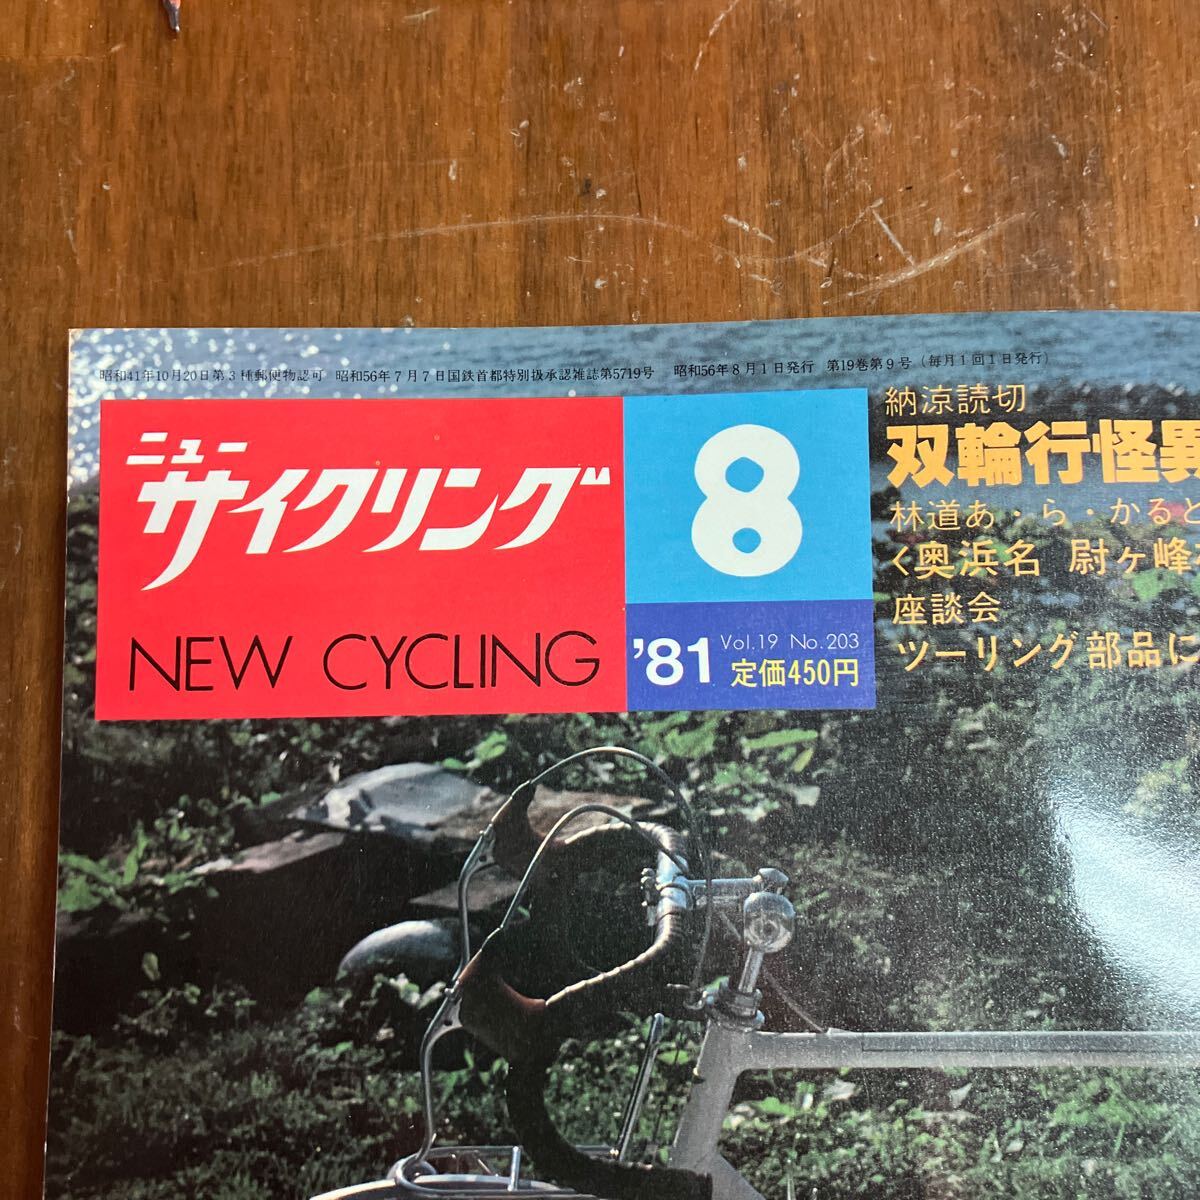 昭和41年10月20日第3種郵便物認可 昭和56年7月7日国鉄首都特別扱承認雑誌第5719号 昭和56年8月1日発行 第19巻第9号(毎月1回1日発行)
ニュー
サイクリング
NEW CYCLING
8
'81
Vol.19 No.203
定価450円
納涼読切
双輪行怪異
林道あ・ら・かると
<奥浜名 尉ヶ峰
座談会
ツーリング部品に